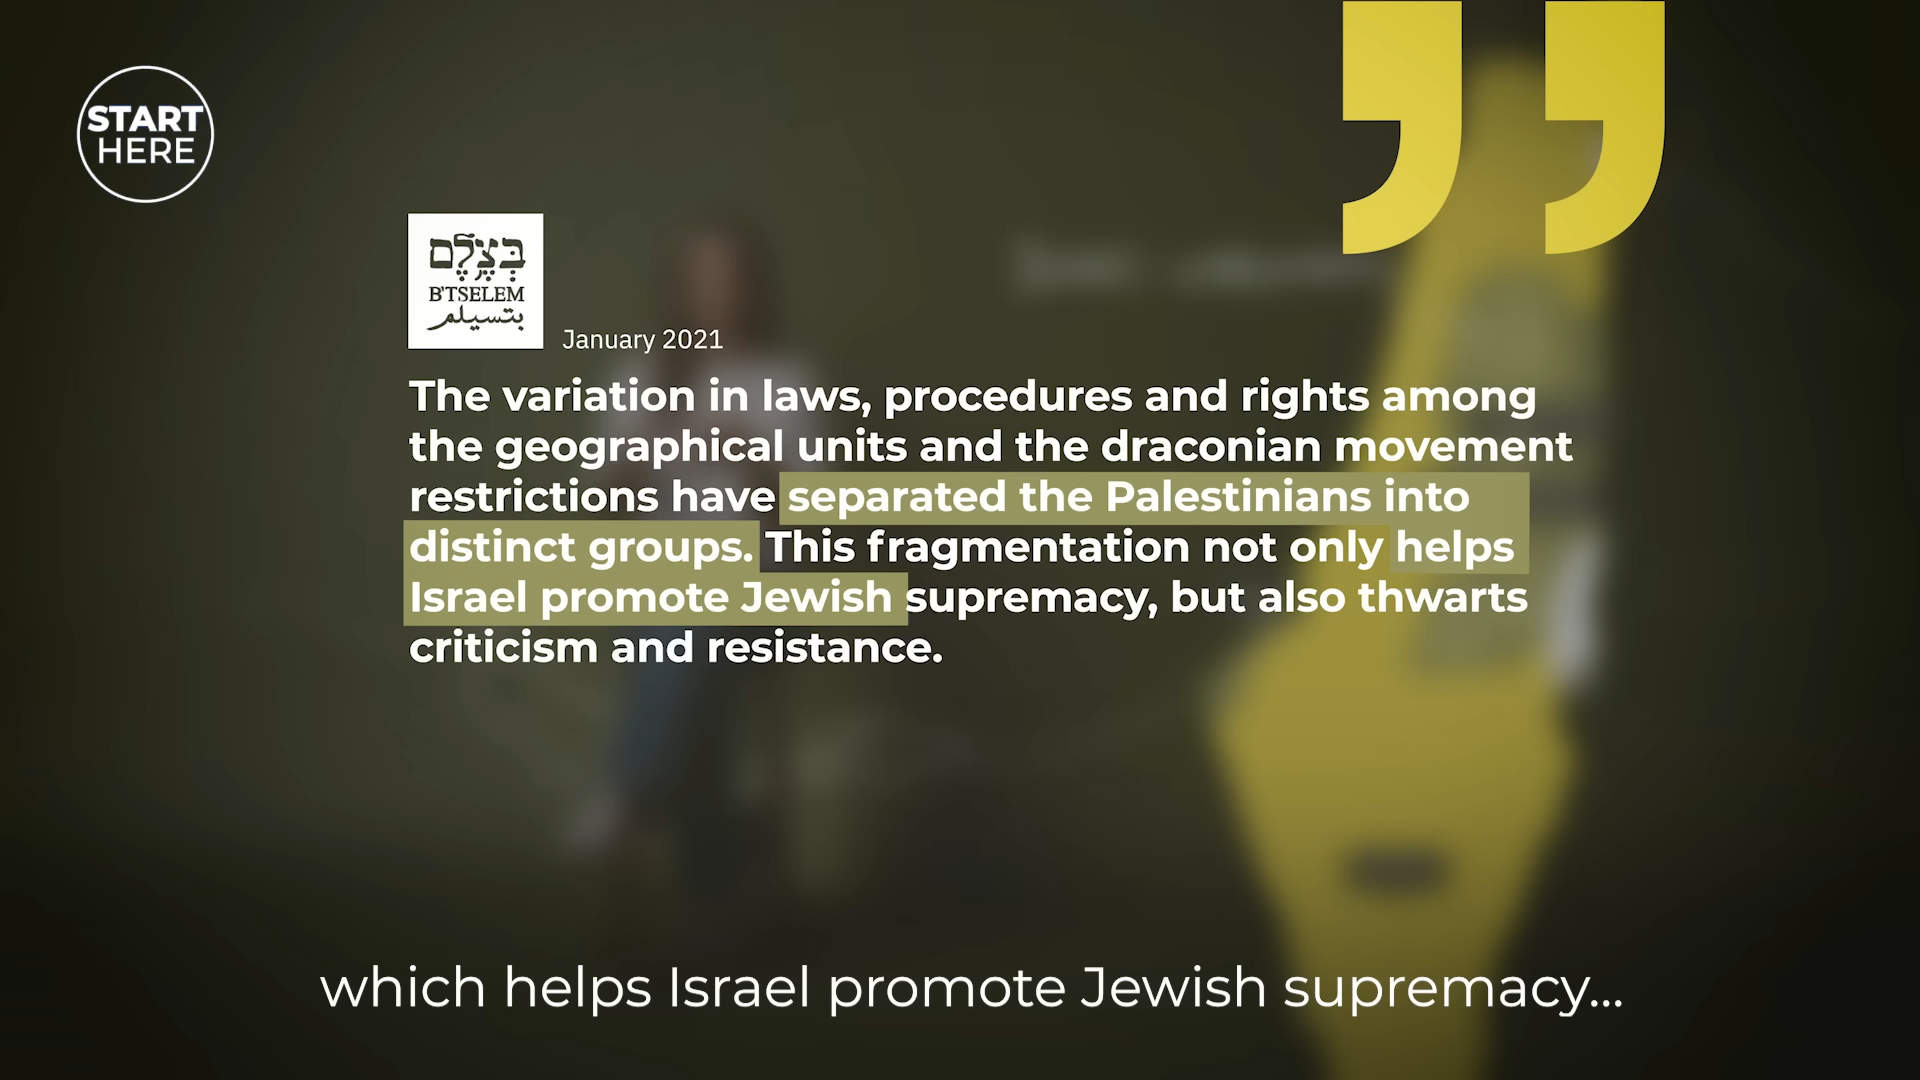 START
HERE
בְּצֶלֶם
B'TSELEM
بتسيلم
January 2021
The variation in laws, procedures and rights among
the geographical units and the draconian movement
restrictions have separated the Palestinians into
distinct groups. This fragmentation not only helps
Israel promote Jewish supremacy, but also thwarts
criticism and resistance.
which helps Israel promote Jewish supremacy...